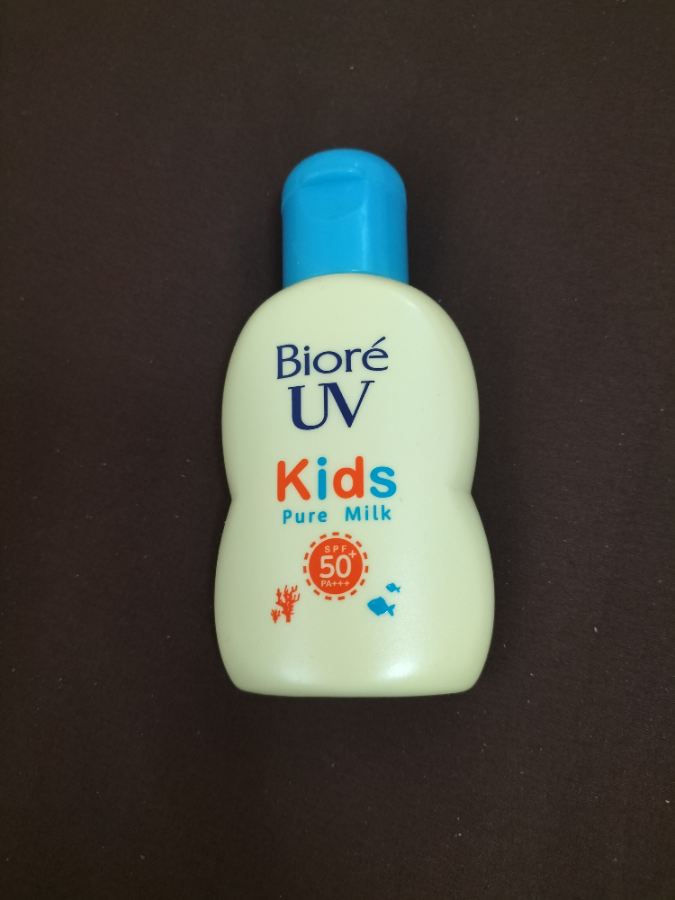 Bioré
UV
Kids
Pure Milk
SPF
50+
PA+++